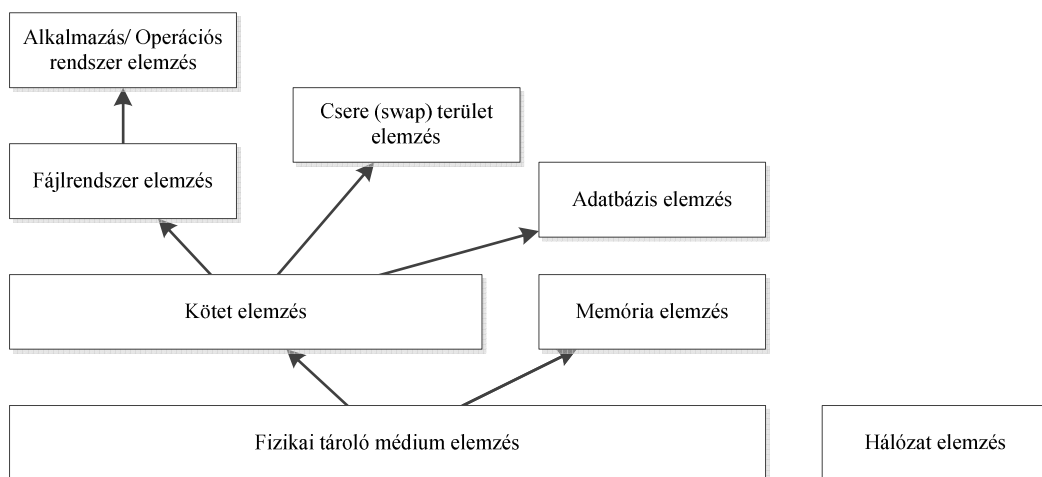 Alkalmazás/ Operációs
rendszer elemzés
Csere (swap) terület
elemzés
Fájlrendszer elemzés
Adatbázis elemzés
Kötet elemzés
Memória elemzés
Fizikai tároló médium elemzés
Hálózat elemzés